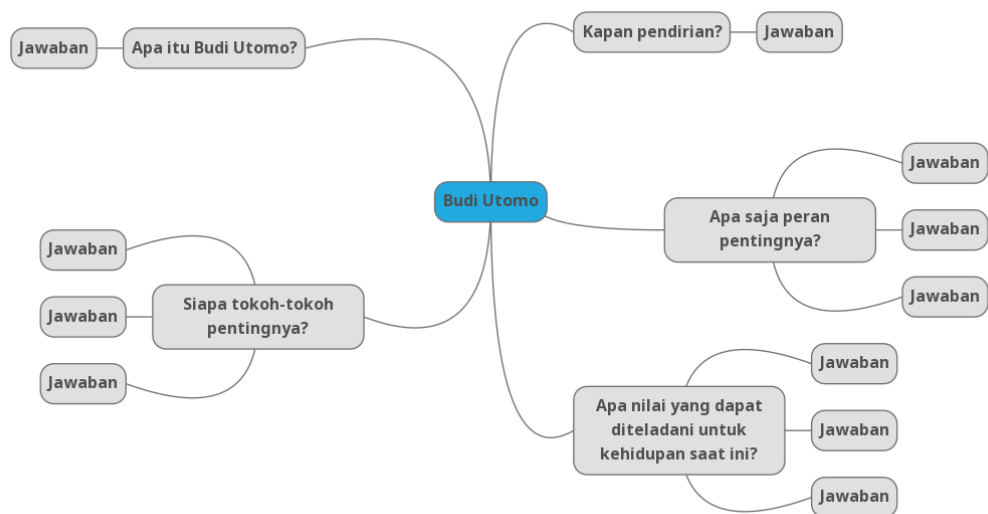 Budi Utomo
Apa itu Budi Utomo?
Jawaban
Kapan pendirian?
Jawaban
Apa saja peran
pentingnya?
Jawaban
Jawaban
Jawaban
Siapa tokoh-tokoh
pentingnya?
Jawaban
Jawaban
Jawaban
Apa nilai yang dapat
diteladani untuk
kehidupan saat ini?
Jawaban
Jawaban
Jawaban